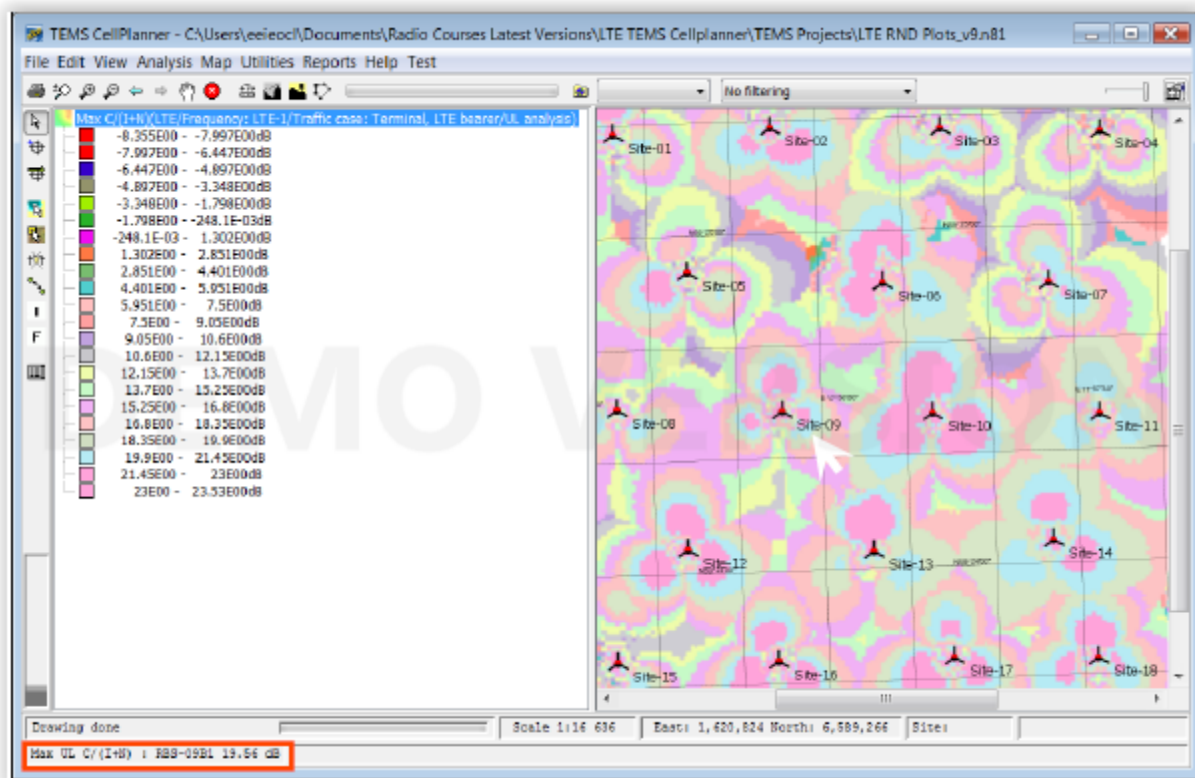 TEMS CellPlanner - C:\Users\eeieocl\Documents\Radio Courses Latest Versions\LTE TEMS Cellplanner\TEMS Projects\LTE RND Plots_v9.n81
File Edit View Analysis Map Utilities Reports Help Test
No filtering
Max C/(I+N)(LTE/Frequency: LTE-1/Traffic case: Terminal, LTE bearer/UL analysis)
-8.355E00 - -7.997E00dB
-7.997E00 - -6.447E00dB
-6.447E00 - -4.897E00dB
-4.897E00 - -3.348E00dB
-3.348E00 - -1.798E00dB
-1.798E00 - -248.1E-03dB
-248.1E-03 - 1.302E00dB
1.302E00 - 2.851E00dB
2.851E00 - 4.401E00dB
4.401E00 - 5.951E00dB
5.951E00 - 7.5E00dB
7.5E00 - 9.05E00dB
9.05E00 - 10.6E00dB
10.6E00 - 12.15E00dB
12.15E00 - 13.7E00dB
13.7E00 - 15.25E00dB
15.25E00 - 16.8E00dB
16.8E00 - 18.35E00dB
18.35E00 - 19.9E00dB
19.9E00 - 21.45E00dB
21.45E00 - 23E00dB
23E00 - 23.53E00dB
I
F
DEMO
Site-01 Site-02 Site-03 Site-04
Site-05 Site-06 Site-07
Site-08 Site-09 Site-10 Site-11
Site-12 Site-13 Site-14
Site-15 Site-16 Site-17 Site-18
Drawing done Scale 1:16 636 East: 1,620,824 North: 6,589,266 Site:
Max UL C/(I+N) : RBS-09B1 19.56 dB